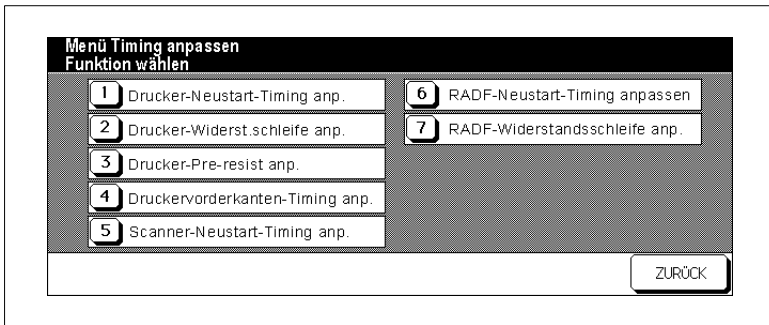 Menü Timing anpassen
Funktion wählen
1 Drucker-Neustart-Timing anp.
2 Drucker-Widerst.schleife anp.
3 Drucker-Pre-resist anp.
4 Druckervorderkanten-Timing anp.
5 Scanner-Neustart-Timing anp.
6 RADF-Neustart-Timing anpassen
7 RADF-Widerstandsschleife anp.
ZURÜCK